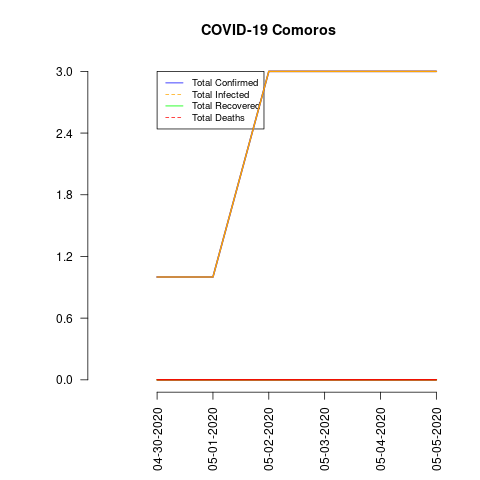 COVID-19 Comoros
Total Confirmed
Total Infected
Total Recovered
Total Deaths
3.0
2.4
1.8
1.2
0.6
0.0
04-30-2020
05-01-2020
05-02-2020
05-03-2020
05-04-2020
05-05-2020